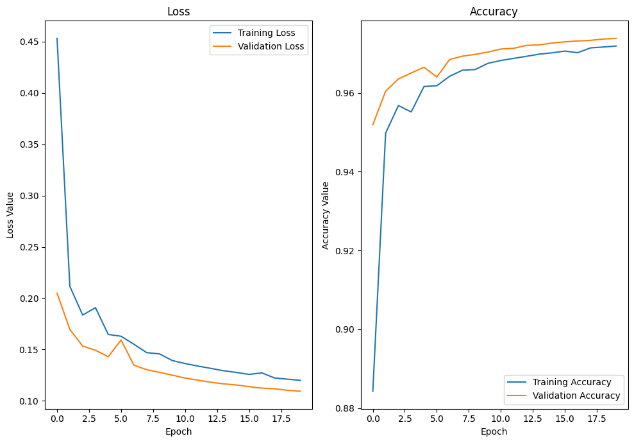 Loss
Training Loss
Validation Loss
0.45
0.40
0.35
0.30
0.25
0.20
0.15
0.10
Loss Value
0.0 2.5 5.0 7.5 10.0 12.5 15.0 17.5
Epoch
Accuracy
0.96
0.94
0.92
0.90
0.88
Accuracy Value
Training Accuracy
Validation Accuracy
0.0 2.5 5.0 7.5 10.0 12.5 15.0 17.5
Epoch